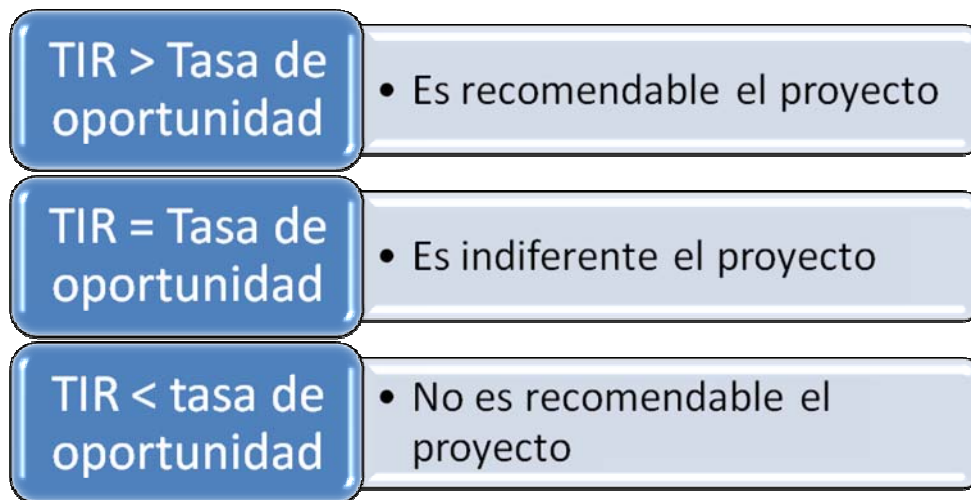 TIR > Tasa de
oportunidad
• Es recomendable el proyecto
TIR = Tasa de
oportunidad
• Es indiferente el proyecto
TIR < tasa de
oportunidad
• No es recomendable el
proyecto